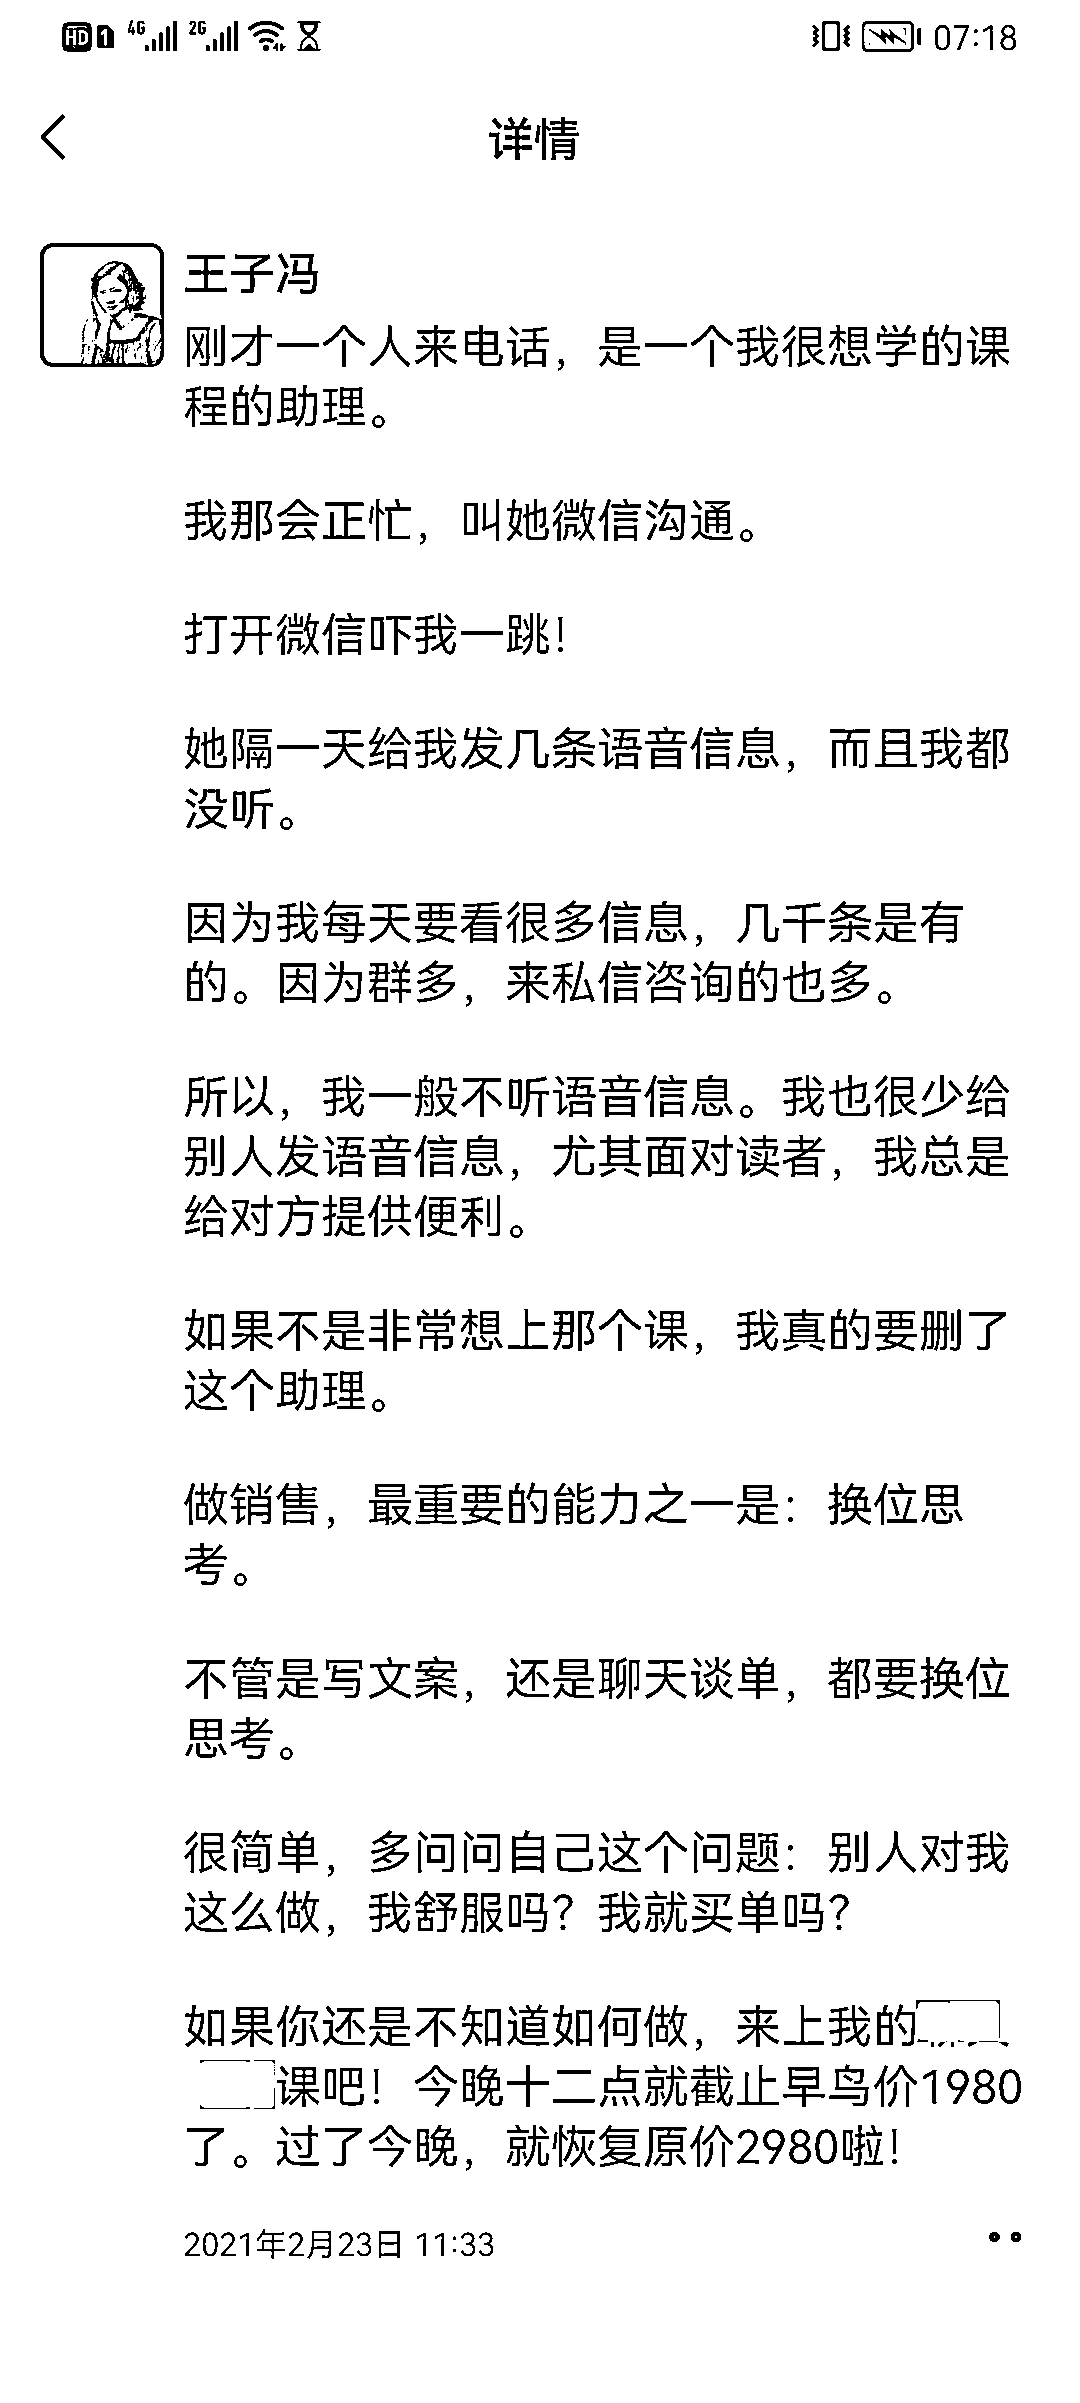 HD 1 4G 2G 07:18
详情
王子冯
刚才一个人来电话，是一个我很想学的课
程的助理。
我那会正忙，叫她微信沟通。
打开微信吓我一跳！
她隔一天给我发几条语音信息，而且我都
没听。
因为我每天要看很多信息，几千条是有
的。因为群多，来私信咨询的也多。
所以，我一般不听语音信息。我也很少给
别人发语音信息，尤其面对读者，我总是
给对方提供便利。
如果不是非常想上那个课，我真的要删了
这个助理。
做销售，最重要的能力之一是：换位思
考。
不管是写文案，还是聊天谈单，都要换位
思考。
很简单，多问问自己这个问题：别人对我
这么做，我舒服吗？我就买单吗？
如果你还是不知道如何做，来上我的
课吧！今晚十二点就截止早鸟价1980
了。过了今晚，就恢复原价2980啦！
2021年2月23日 11:33